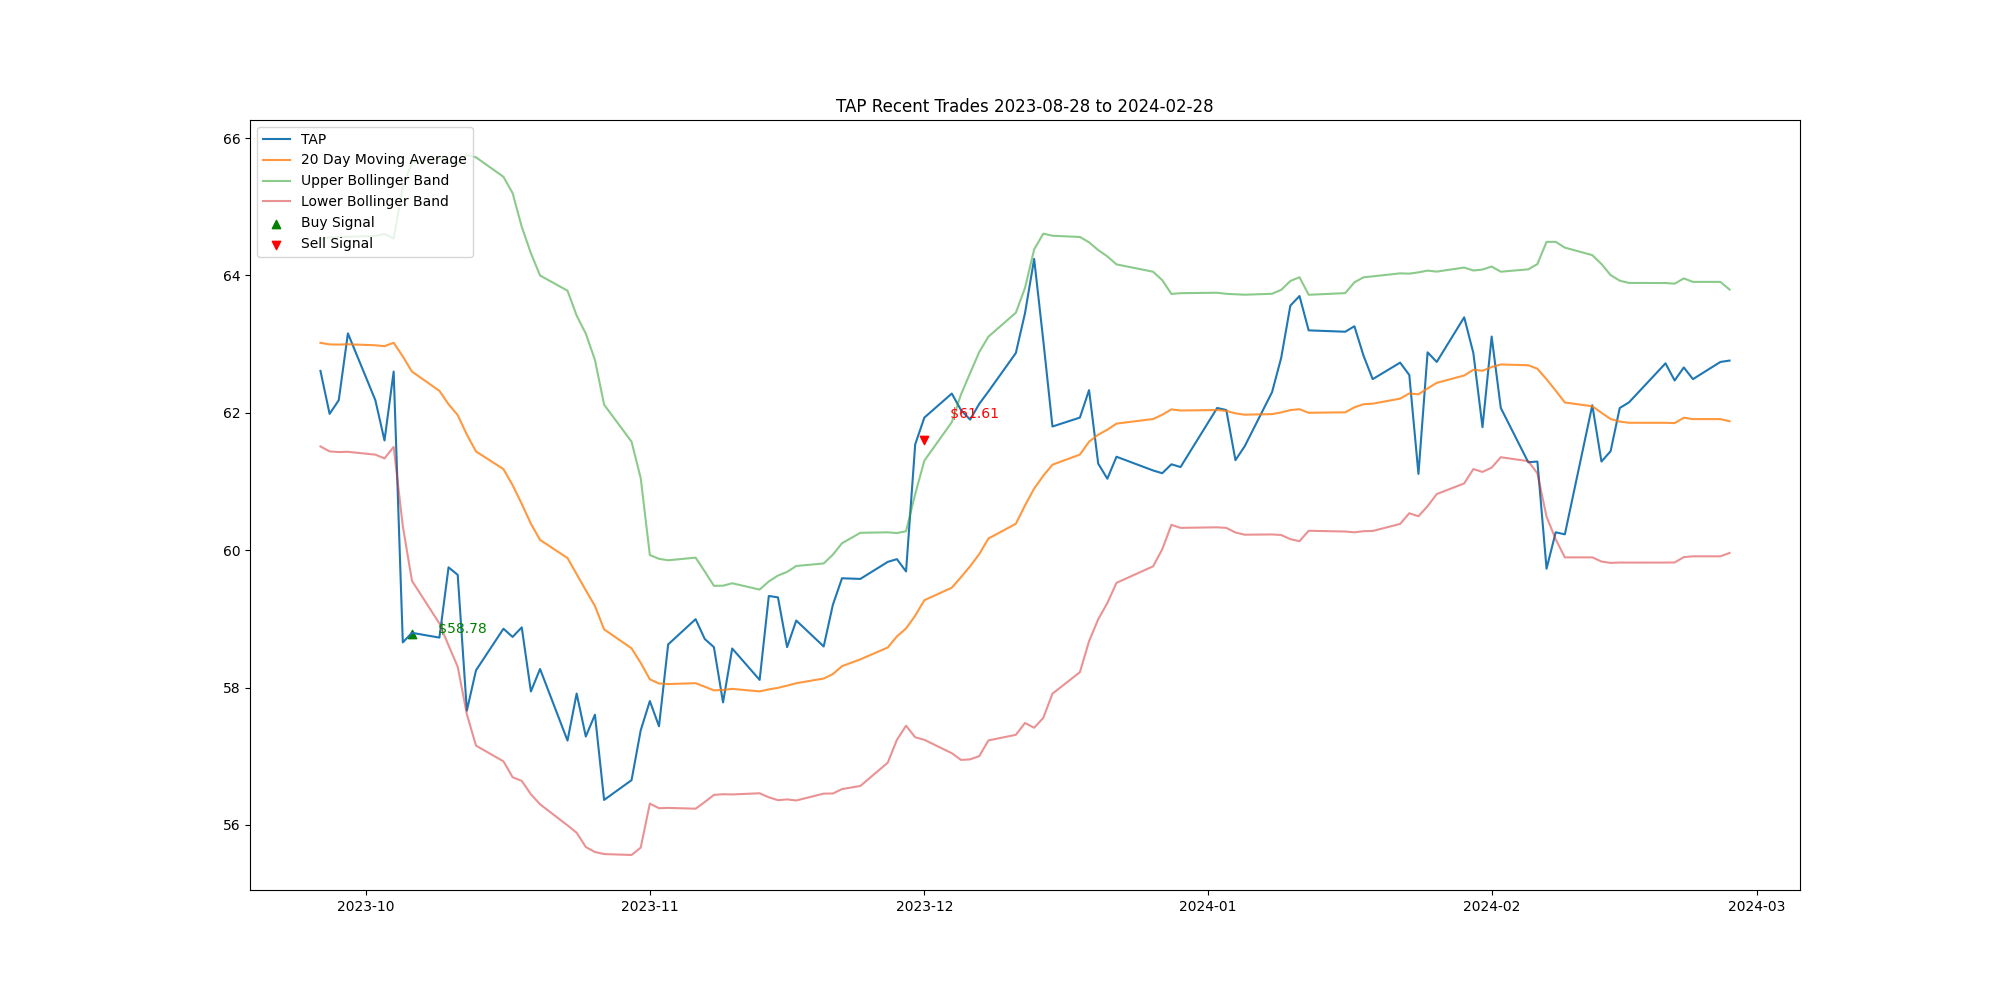 TAP Recent Trades 2023-08-28 to 2024-02-28
66
64
62
60
58
56
TAP
20 Day Moving Average
Upper Bollinger Band
Lower Bollinger Band
Buy Signal
Sell Signal
$61.61
$58.78
2023-10
2023-11
2023-12
2024-01
2024-02
2024-03